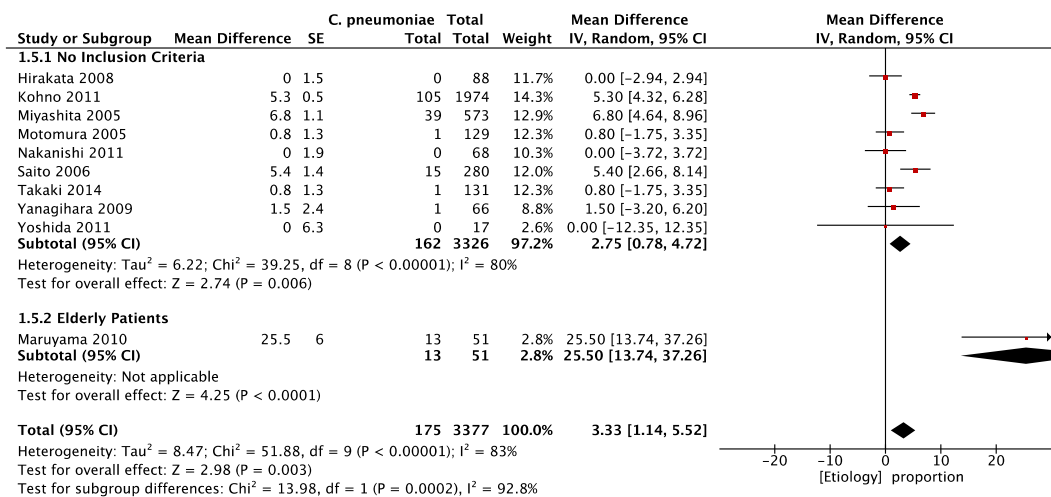 C. pneumoniae Total Mean Difference Mean Difference
Study or Subgroup Mean Difference SE Total Total Weight IV, Random, 95% CI IV, Random, 95% CI
1.5.1 No Inclusion Criteria
Hirakata 2008 0 1.5 0 88 11.7% 0.00 [-2.94, 2.94]
Kohno 2011 5.3 0.5 105 1974 14.3% 5.30 [4.32, 6.28]
Miyashita 2005 6.8 1.1 39 573 12.9% 6.80 [4.64, 8.96]
Motomura 2005 0.8 1.3 1 129 12.3% 0.80 [-1.75, 3.35]
Nakanishi 2011 0 1.9 0 68 10.3% 0.00 [-3.72, 3.72]
Saito 2006 5.4 1.4 15 280 12.0% 5.40 [2.66, 8.14]
Takaki 2014 0.8 1.3 1 131 12.3% 0.80 [-1.75, 3.35]
Yanagihara 2009 1.5 2.4 1 66 8.8% 1.50 [-3.20, 6.20]
Yoshida 2011 0 6.3 0 17 2.6% 0.00 [-12.35, 12.35]
Subtotal (95% CI) 162 3326 97.2% 2.75 [0.78, 4.72]
Heterogeneity: Tau² = 6.22; Chi² = 39.25, df = 8 (P < 0.00001); I² = 80%
Test for overall effect: Z = 2.74 (P = 0.006)
1.5.2 Elderly Patients
Maruyama 2010 25.5 6 13 51 2.8% 25.50 [13.74, 37.26]
Subtotal (95% CI) 13 51 2.8% 25.50 [13.74, 37.26]
Heterogeneity: Not applicable
Test for overall effect: Z = 4.25 (P < 0.0001)
Total (95% CI) 175 3377 100.0% 3.33 [1.14, 5.52]
Heterogeneity: Tau² = 8.47; Chi² = 51.88, df = 9 (P < 0.00001); I² = 83%
-20 -10 0 10 20
Test for overall effect: Z = 2.98 (P = 0.003)
[Etiology] proportion
Test for subgroup differences: Chi² = 13.98, df = 1 (P = 0.0002), I² = 92.8%